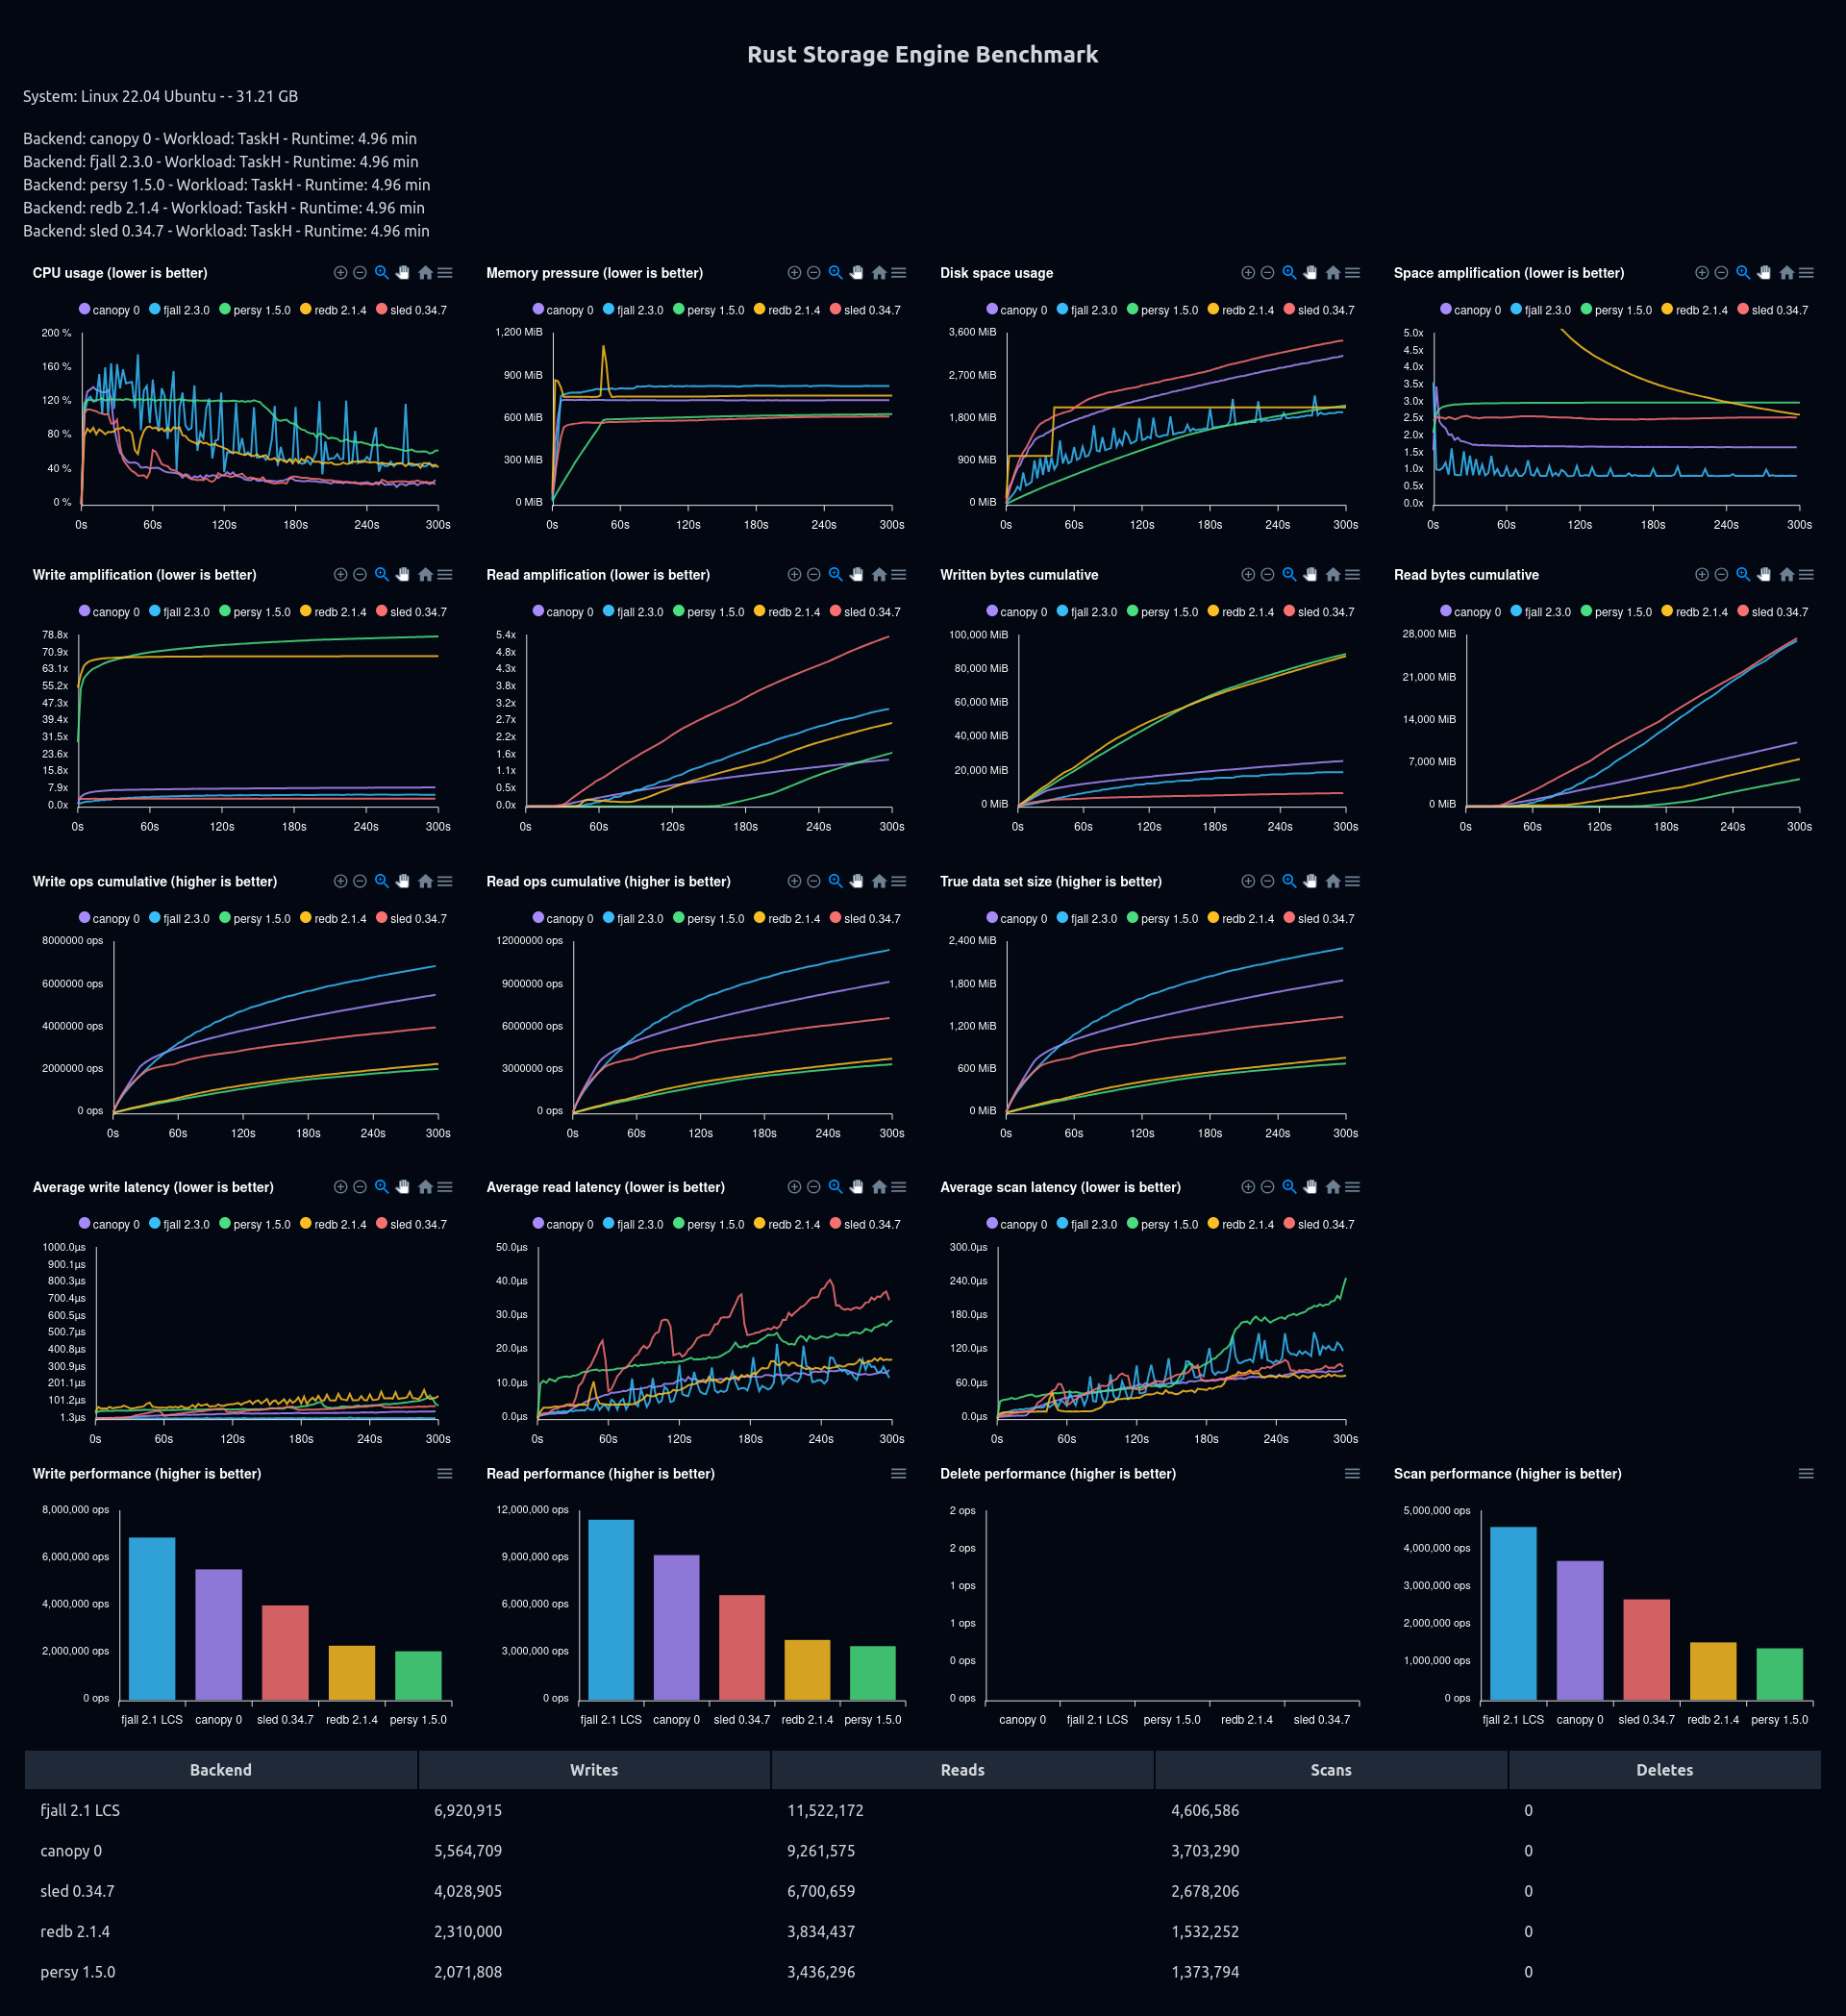 Rust Storage Engine Benchmark
System: Linux 22.04 Ubuntu - - 31.21 GB
Backend: canopy 0 - Workload: TaskH - Runtime: 4.96 min
Backend: fjall 2.3.0 - Workload: TaskH - Runtime: 4.96 min
Backend: persy 1.5.0 - Workload: TaskH - Runtime: 4.96 min
Backend: redb 2.1.4 - Workload: TaskH - Runtime: 4.96 min
Backend: sled 0.34.7 - Workload: TaskH - Runtime: 4.96 min
CPU usage (lower is better)
canopy 0 fjall 2.3.0 persy 1.5.0 redb 2.1.4 sled 0.34.7
200 %
160 %
120 %
80 %
40 %
0 %
0s 60s 120s 180s 240s 300s
Memory pressure (lower is better)
canopy 0 fjall 2.3.0 persy 1.5.0 redb 2.1.4 sled 0.34.7
1,200 MiB
900 MiB
600 MiB
300 MiB
0 MiB
0s 60s 120s 180s 240s 300s
Disk space usage
canopy 0 fjall 2.3.0 persy 1.5.0 redb 2.1.4 sled 0.34.7
3,600 MiB
2,700 MiB
1,800 MiB
900 MiB
0 MiB
0s 60s 120s 180s 240s 300s
Space amplification (lower is better)
canopy 0 fjall 2.3.0 persy 1.5.0 redb 2.1.4 sled 0.34.7
5.0x
4.5x
4.0x
3.5x
3.0x
2.5x
2.0x
1.5x
1.0x
0.5x
0.0x
0s 60s 120s 180s 240s 300s
Write amplification (lower is better)
canopy 0 fjall 2.3.0 persy 1.5.0 redb 2.1.4 sled 0.34.7
78.8x
70.9x
63.1x
55.2x
47.3x
39.4x
31.5x
23.6x
15.8x
7.9x
0.0x
0s 60s 120s 180s 240s 300s
Read amplification (lower is better)
canopy 0 fjall 2.3.0 persy 1.5.0 redb 2.1.4 sled 0.34.7
5.4x
4.8x
4.3x
3.8x
3.2x
2.7x
2.2x
1.6x
1.1x
0.5x
0.0x
0s 60s 120s 180s 240s 300s
Written bytes cumulative
canopy 0 fjall 2.3.0 persy 1.5.0 redb 2.1.4 sled 0.34.7
100,000 MiB
80,000 MiB
60,000 MiB
40,000 MiB
20,000 MiB
0 MiB
0s 60s 120s 180s 240s 300s
Read bytes cumulative
canopy 0 fjall 2.3.0 persy 1.5.0 redb 2.1.4 sled 0.34.7
28,000 MiB
21,000 MiB
14,000 MiB
7,000 MiB
0 MiB
0s 60s 120s 180s 240s 300s
Write ops cumulative (higher is better)
canopy 0 fjall 2.3.0 persy 1.5.0 redb 2.1.4 sled 0.34.7
8000000 ops
6000000 ops
4000000 ops
2000000 ops
0 ops
0s 60s 120s 180s 240s 300s
Read ops cumulative (higher is better)
canopy 0 fjall 2.3.0 persy 1.5.0 redb 2.1.4 sled 0.34.7
12000000 ops
9000000 ops
6000000 ops
3000000 ops
0 ops
0s 60s 120s 180s 240s 300s
True data set size (higher is better)
canopy 0 fjall 2.3.0 persy 1.5.0 redb 2.1.4 sled 0.34.7
2,400 MiB
1,800 MiB
1,200 MiB
600 MiB
0 MiB
0s 60s 120s 180s 240s 300s
Average write latency (lower is better)
canopy 0 fjall 2.3.0 persy 1.5.0 redb 2.1.4 sled 0.34.7
1000.0µs
900.1µs
800.3µs
700.4µs
600.5µs
500.7µs
400.8µs
300.9µs
201.1µs
101.2µs
1.3µs
0s 60s 120s 180s 240s 300s
Average read latency (lower is better)
canopy 0 fjall 2.3.0 persy 1.5.0 redb 2.1.4 sled 0.34.7
50.0µs
40.0µs
30.0µs
20.0µs
10.0µs
0.0µs
0s 60s 120s 180s 240s 300s
Average scan latency (lower is better)
canopy 0 fjall 2.3.0 persy 1.5.0 redb 2.1.4 sled 0.34.7
300.0µs
240.0µs
180.0µs
120.0µs
60.0µs
0.0µs
0s 60s 120s 180s 240s 300s
Write performance (higher is better)
8,000,000 ops
6,000,000 ops
4,000,000 ops
2,000,000 ops
0 ops
fjall 2.1 LCS canopy 0 sled 0.34.7 redb 2.1.4 persy 1.5.0
Read performance (higher is better)
12,000,000 ops
9,000,000 ops
6,000,000 ops
3,000,000 ops
0 ops
fjall 2.1 LCS canopy 0 sled 0.34.7 redb 2.1.4 persy 1.5.0
Delete performance (higher is better)
2 ops
2 ops
1 ops
1 ops
0 ops
0 ops
canopy 0 fjall 2.1 LCS persy 1.5.0 redb 2.1.4 sled 0.34.7
Scan performance (higher is better)
5,000,000 ops
4,000,000 ops
3,000,000 ops
2,000,000 ops
1,000,000 ops
0 ops
fjall 2.1 LCS canopy 0 sled 0.34.7 redb 2.1.4 persy 1.5.0
Backend Writes Reads Scans Deletes
fjall 2.1 LCS 6,920,915 11,522,172 4,606,586 0
canopy 0 5,564,709 9,261,575 3,703,290 0
sled 0.34.7 4,028,905 6,700,659 2,678,206 0
redb 2.1.4 2,310,000 3,834,437 1,532,252 0
persy 1.5.0 2,071,808 3,436,296 1,373,794 0